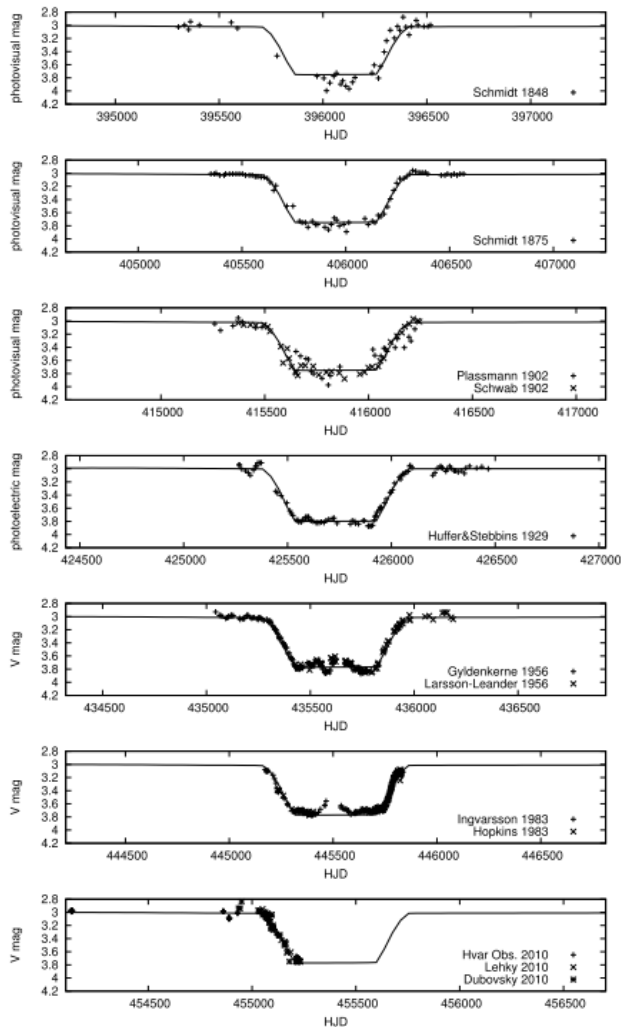 2.8
3
3.2
3.4
3.6
3.8
4
4.2
photovisual mag
Schmidt 1848 +
395000 395500 396000 396500 397000
HJD
2.8
3
3.2
3.4
3.6
3.8
4
4.2
photovisual mag
Schmidt 1875 +
405000 405500 406000 406500 407000
HJD
2.8
3
3.2
3.4
3.6
3.8
4
4.2
photovisual mag
Plassmann 1902 +
Schwab 1902 ×
415000 415500 416000 416500 417000
HJD
2.8
3
3.2
3.4
3.6
3.8
4
4.2
photoelectric mag
Huffer&Stebbins 1929 +
424500 425000 425500 426000 426500 427000
HJD
2.8
3
3.2
3.4
3.6
3.8
4
4.2
V mag
Gyldenkerne 1956 +
Larsson-Leander 1956 ×
434500 435000 435500 436000 436500
HJD
2.8
3
3.2
3.4
3.6
3.8
4
4.2
V mag
Ingvarsson 1983 +
Hopkins 1983 ×
444500 445000 445500 446000 446500
HJD
2.8
3
3.2
3.4
3.6
3.8
4
4.2
V mag
Hvar Obs. 2010 +
Lehky 2010 ×
Dubovsky 2010 ж
454500 455000 455500 456000 456500
HJD